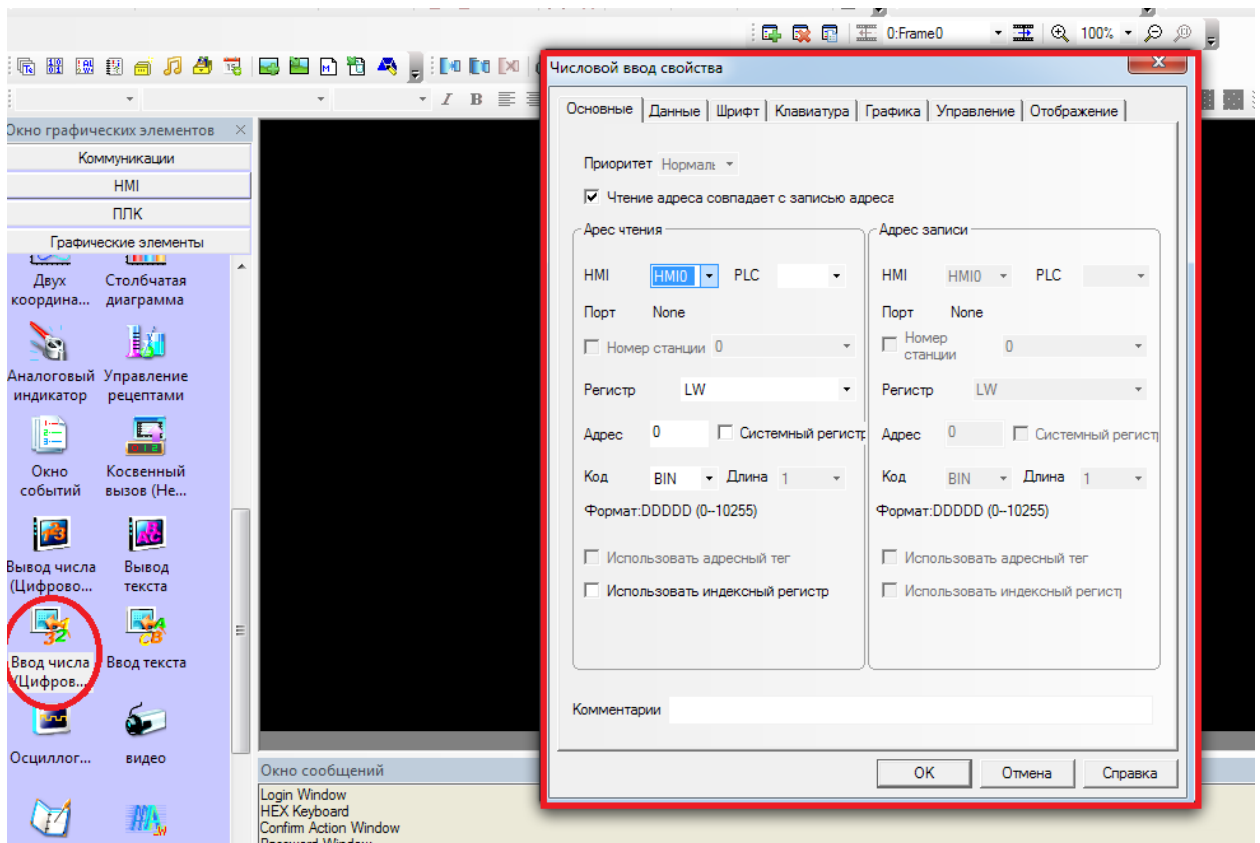 0:Frame0
100%
Числовой ввод свойства
I B
Основные Данные Шрифт Клавиатура Графика Управление Отображение
Окно графических элементов
Коммуникации
HMI
ПЛК
Графические элементы
Двух
координа...
Столбчатая
диаграмма
Аналоговый
индикатор
Управление
рецептами
Окно
событий
Косвенный
вызов (Не...
Вывод числа
(Цифрово...
Вывод
текста
Ввод числа
(Цифров...
Ввод текста
Осциллог...
видео
Приоритет Нормаль
Чтение адреса совпадает с записью адреса
Арес чтения
HMI HMI0 PLC
Порт None
Номер станции 0
Регистр LW
Адрес 0 Системный регистр
Код BIN Длина 1
Формат:DDDDD (0--10255)
Использовать адресный тег
Использовать индексный регистр
Адрес записи
HMI HMI0 PLC
Порт None
Номер
станции 0
Регистр LW
Адрес 0 Системный регист
Код BIN Длина 1
Формат:DDDDD (0--10255)
Использовать адресный тег
Использовать индексный регист
Комментарии
OK Отмена Справка
Окно сообщений
Login Window
HEX Keyboard
Confirm Action Window
Password Window